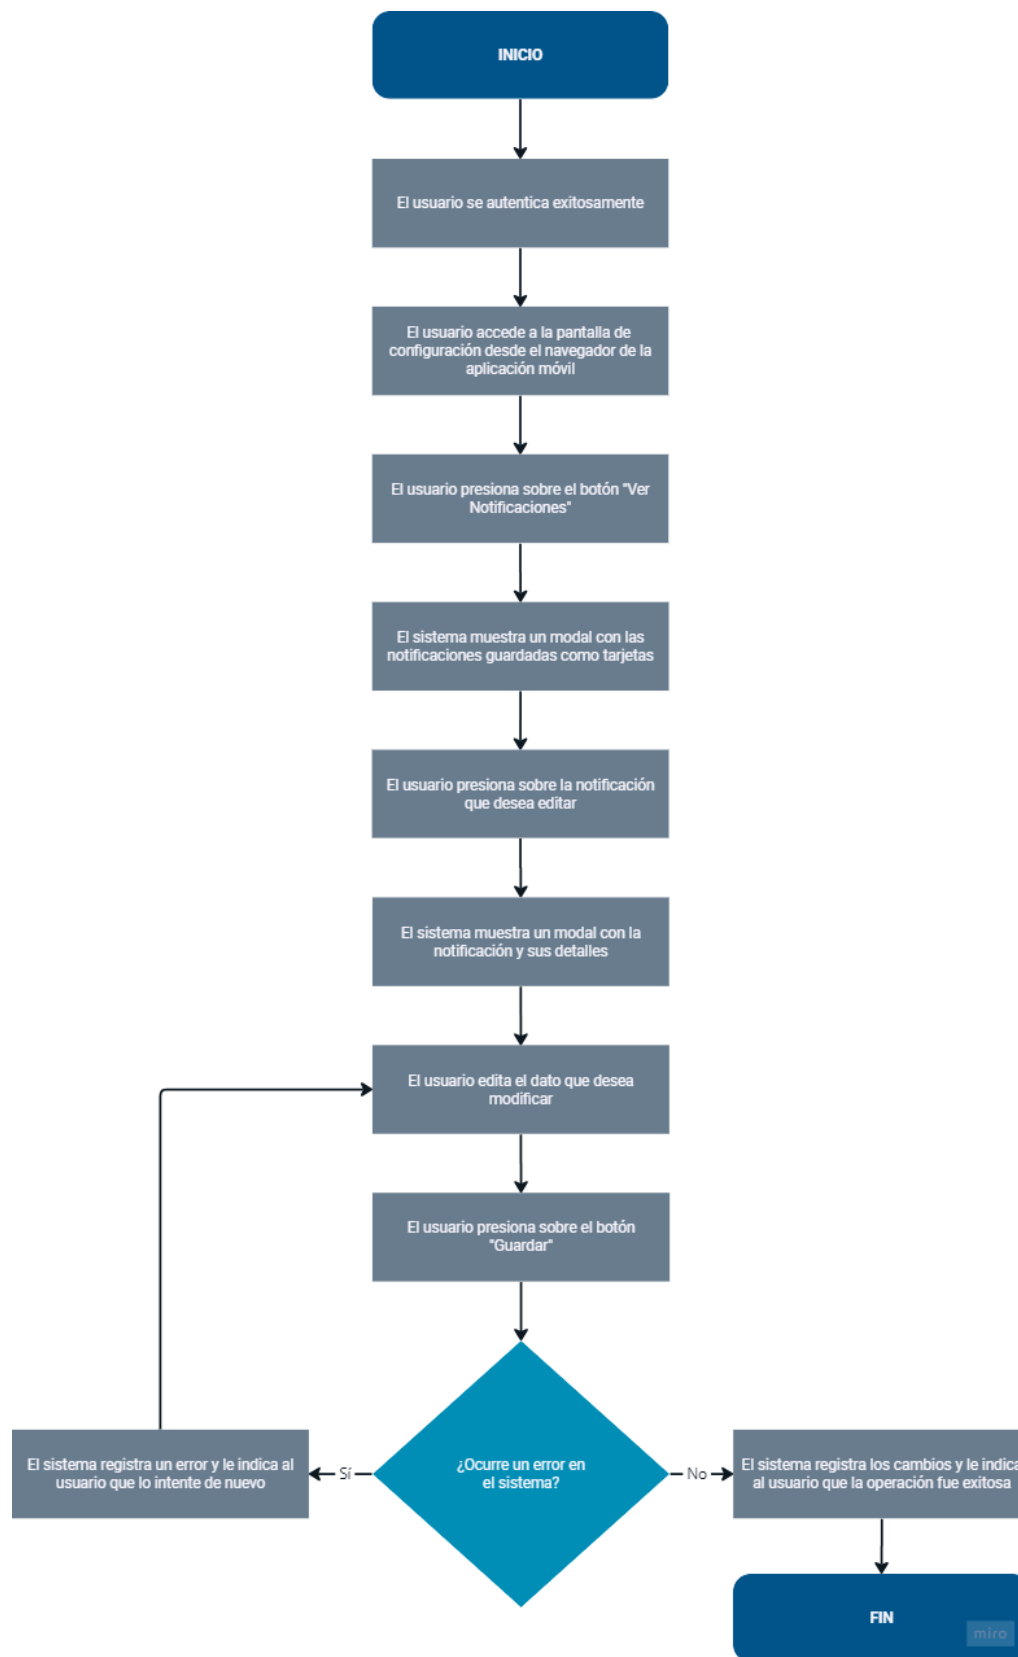 INICIO
El usuario se autentica exitosamente
El usuario accede a la pantalla de
configuración desde el navegador de la
aplicación móvil
El usuario presiona sobre el botón "Ver
Notificaciones"
El sistema muestra un modal con las
notificaciones guardadas como tarjetas
El usuario presiona sobre la notificación
que desea editar
El sistema muestra un modal con la
notificación y sus detalles
El usuario edita el dato que desea
modificar
El usuario presiona sobre el botón
"Guardar"
¿Ocurre un error en
el sistema?
Sí
El sistema registra un error y le indica al
usuario que lo intente de nuevo
No
El sistema registra los cambios y le indica
al usuario que la operación fue exitosa
FIN
miro